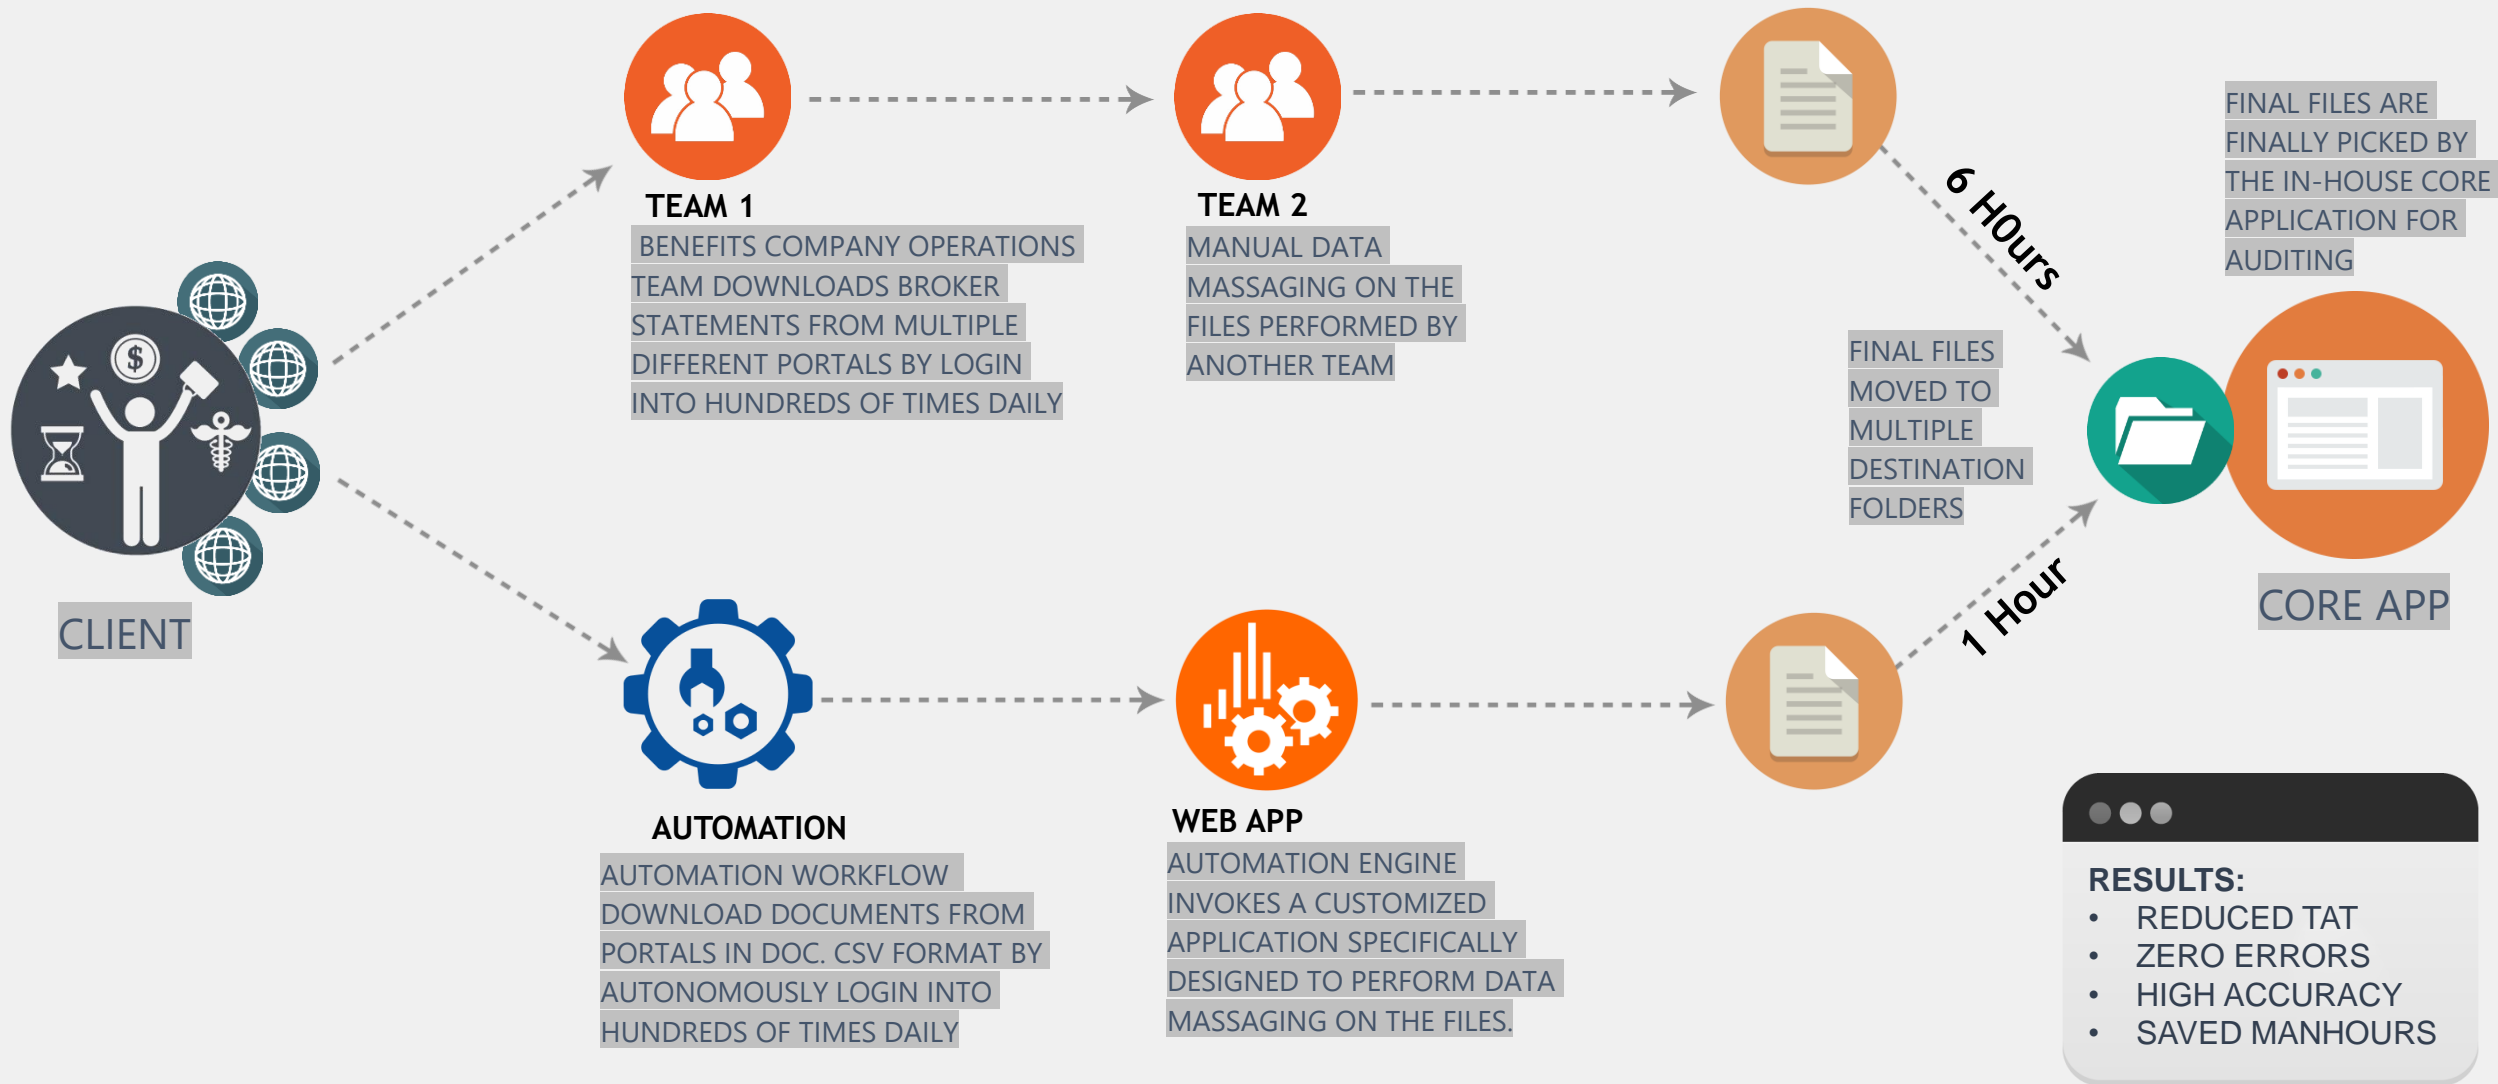 CLIENT
TEAM 1
BENEFITS COMPANY OPERATIONS
TEAM DOWNLOADS BROKER
STATEMENTS FROM MULTIPLE
DIFFERENT PORTALS BY LOGIN
INTO HUNDREDS OF TIMES DAILY
TEAM 2
MANUAL DATA
MASSAGING ON THE
FILES PERFORMED BY
ANOTHER TEAM
6 HOurs
FINAL FILES
MOVED TO
MULTIPLE
DESTINATION
FOLDERS
FINAL FILES ARE
FINALLY PICKED BY
THE IN-HOUSE CORE
APPLICATION FOR
AUDITING
CORE APP
1 Hour
AUTOMATION
AUTOMATION WORKFLOW
DOWNLOAD DOCUMENTS FROM
PORTALS IN DOC. CSV FORMAT BY
AUTONOMOUSLY LOGIN INTO
HUNDREDS OF TIMES DAILY
WEB APP
AUTOMATION ENGINE
INVOKES A CUSTOMIZED
APPLICATION SPECIFICALLY
DESIGNED TO PERFORM DATA
MASSAGING ON THE FILES.
RESULTS:
• REDUCED TAT
• ZERO ERRORS
• HIGH ACCURACY
• SAVED MANHOURS
$